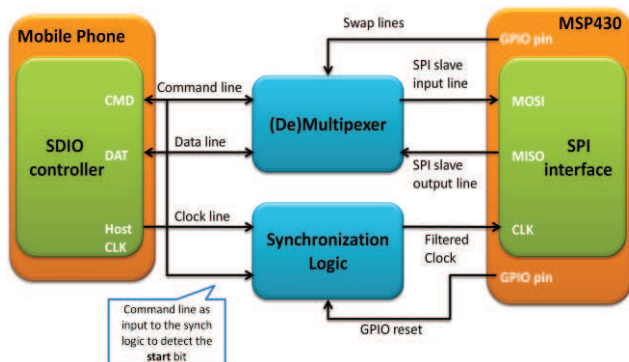 Mobile Phone
SDIO
controller
CMD
DAT
Host
CLK
Command line
Data line
Clock line
Swap lines
(De)Multipexer
Synchronization
Logic
SPI slave
input line
SPI slave
output line
Filtered
Clock
GPIO reset
MSP430
GPIO pin
MOSI
MISO
SPI
interface
CLK
GPIO pin
Command line as
input to the synch
logic to detect the
start bit